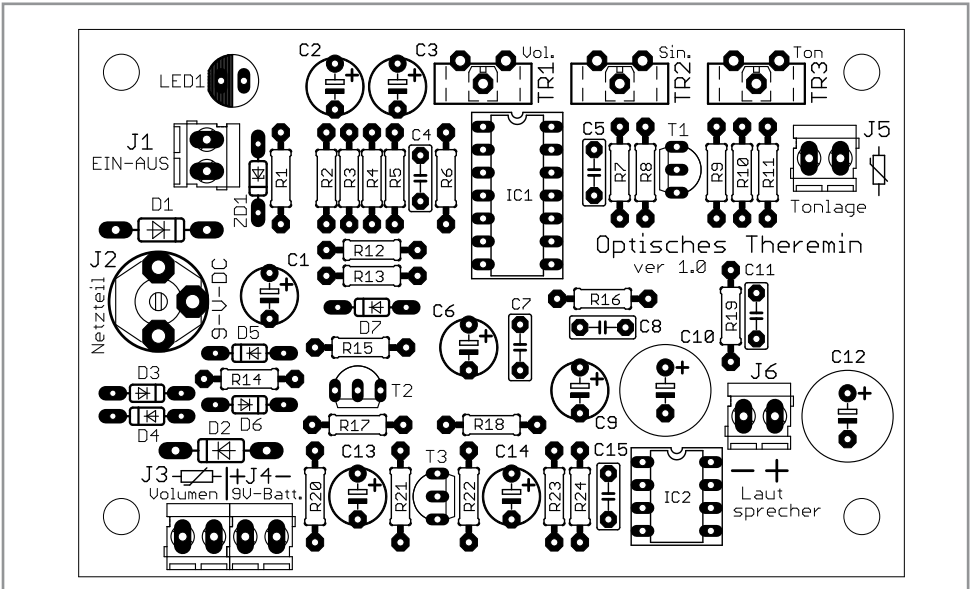 C2
C3
Vol.
TR1
Sin.
TR2
Ton
TR3
LED1
J1
EIN-AUS
ZD1
R1
R2
R3
R4
R5
C4
R6
IC1
C5
R7
R8
T1
R9
R10
R11
J5
Tonlage
D1
J2
Netzteil
9-V-DC
C1
R12
R13
D7
Optisches Theremin
ver 1.0
R16
C8
R19
C11
C6
C7
D5
R15
C10
R14
T2
J6
C12
D3
D4
D6
C9
D2
R17
R18
J3
Volumen
+J4-
9V-Batt.
R20
C13
R21
T3
R22
C14
R23
R24
C15
IC2
- +
Laut
sprecher